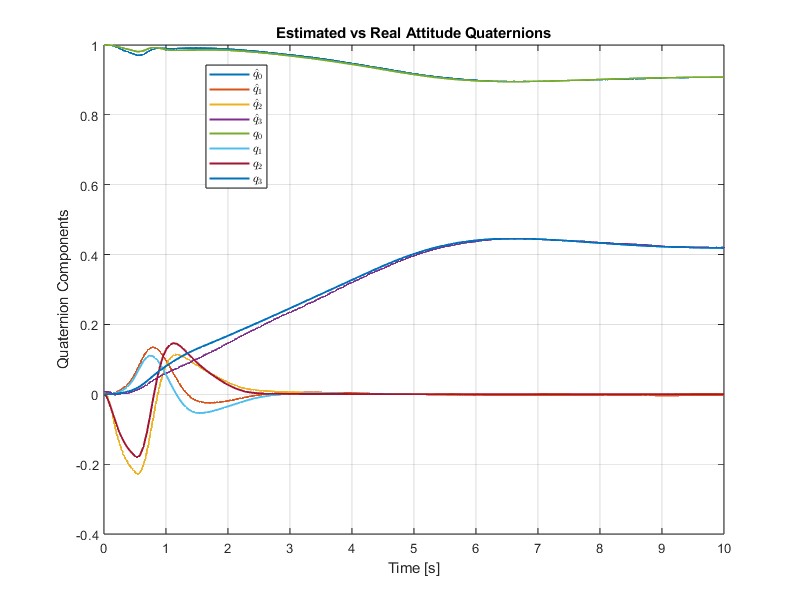 Estimated vs Real Attitude Quaternions
1
0.8
0.6
0.4
0.2
0
-0.2
-0.4
Quaternion Components
q̂₀
q̂₁
q̂₂
q̂₃
q₀
q₁
q₂
q₃
0 1 2 3 4 5 6 7 8 9 10
Time [s]